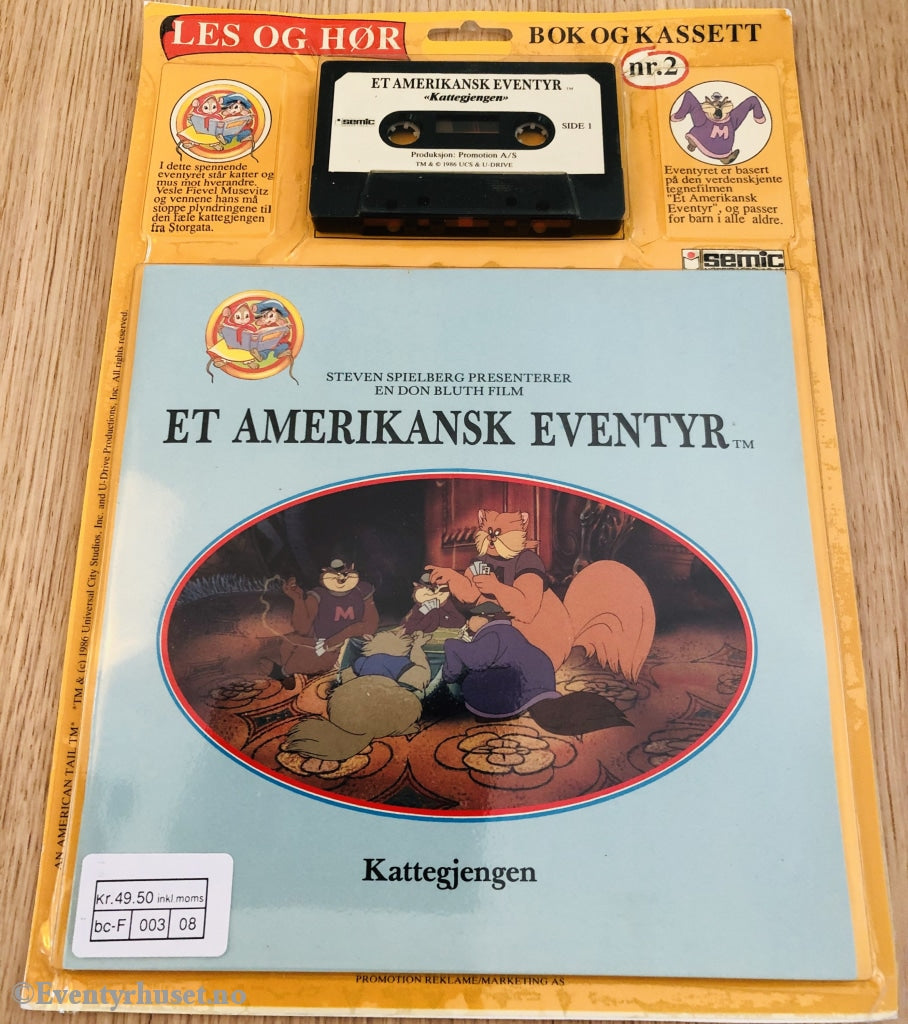 LES OG HØR
BOK OG KASSETT
nr.2
ET AMERIKANSK EVENTYR TM
«Kattegjengen»
semic
SIDE 1
Produksjon: Promotion A/S
TM & © 1986 UCS & U-DRIVE
I dette spennende
eventyret står katter og
mus mot hverandre.
Vesle Fievel Musevitz
og vennene hans må
stoppe plyndringene til
den fæle kattegjengen
fra Storgata.
Eventyret er basert
på den verdenskjente
tegnefilmen
"Et Amerikansk
Eventyr", og passer
for barn i alle aldre.
semic
STEVEN SPIELBERG PRESENTERER
EN DON BLUTH FILM
ET AMERIKANSK EVENTYR TM
M
M
Kattegjengen
Kr.49.50 inkl.moms
bc-F 003 08
AN AMERICAN TAIL TM" "TM & (c) 1986 Universal City Studios, Inc. and U-Drive Productions, Inc. All rights reserved.
PROMOTION REKLAME/MARKETING AS
©Eventyrhuset.no